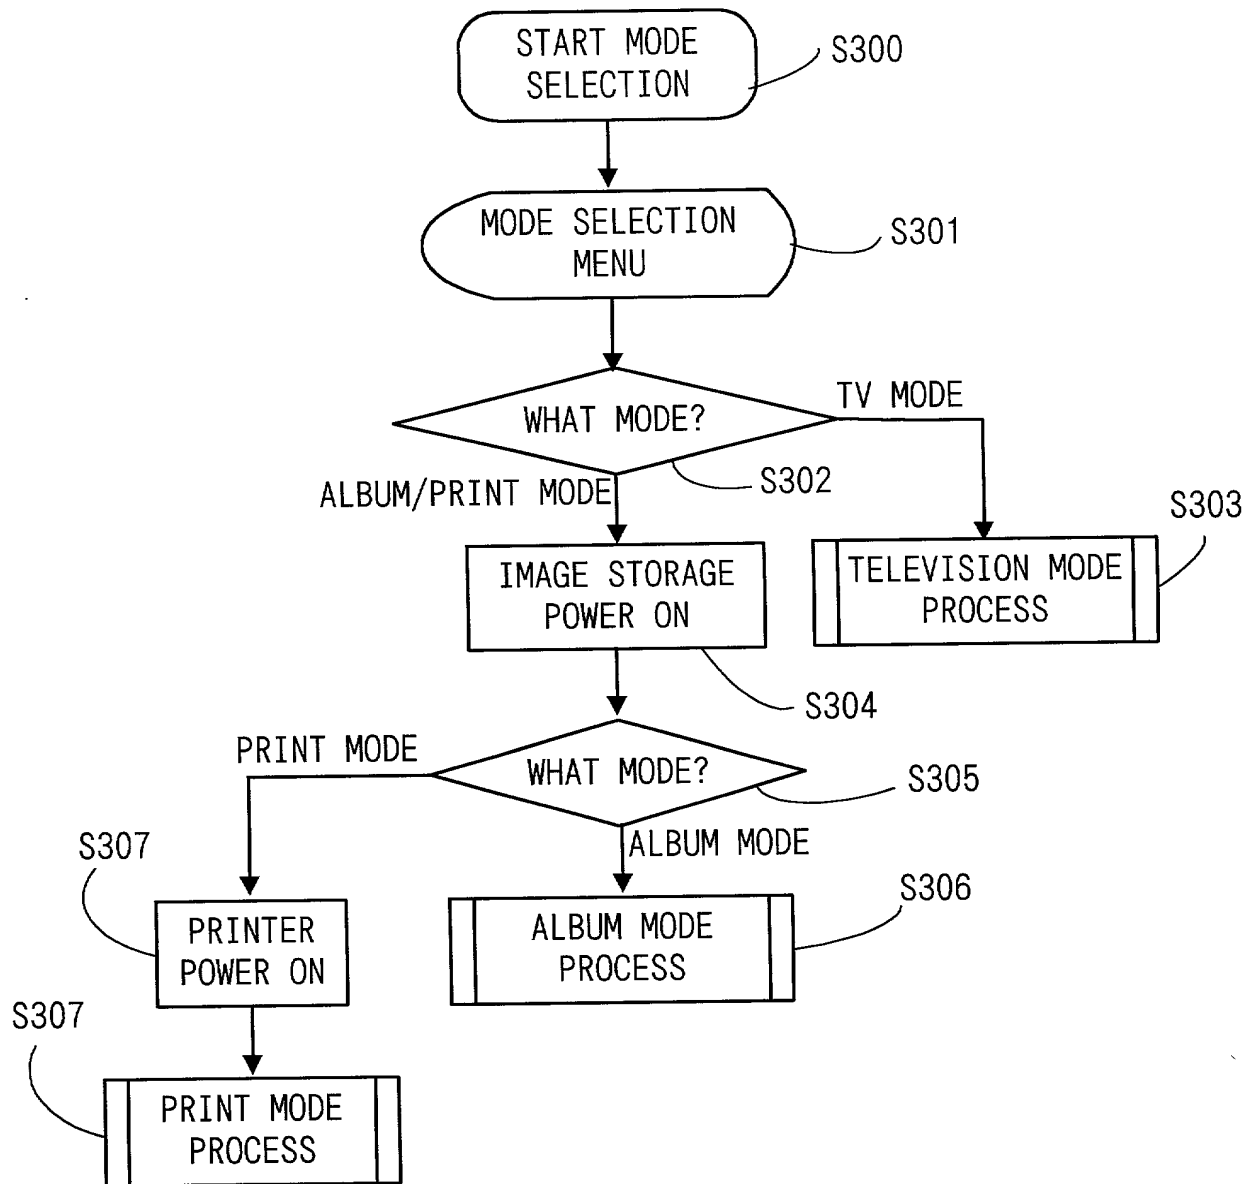 START MODE
SELECTION
S300
MODE SELECTION
MENU
S301
WHAT MODE?
TV MODE
S302
ALBUM/PRINT MODE
S303
IMAGE STORAGE
POWER ON
TELEVISION MODE
PROCESS
S304
PRINT MODE
WHAT MODE?
S305
ALBUM MODE
S307
S306
PRINTER
POWER ON
ALBUM MODE
PROCESS
S307
PRINT MODE
PROCESS